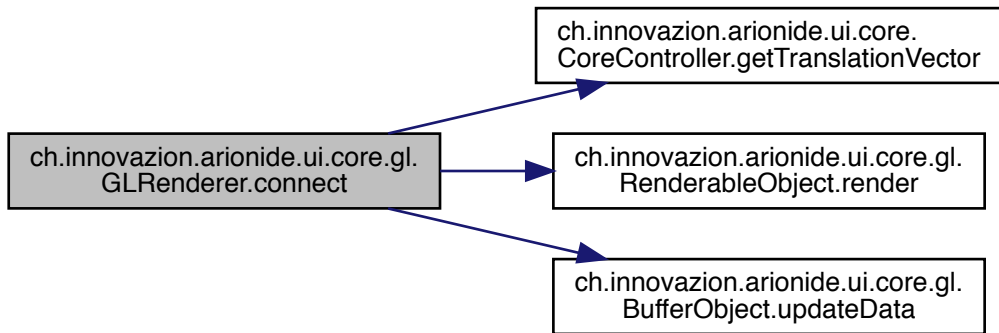 ch.innovazion.arionide.ui.core.
CoreController.getTranslationVector
ch.innovazion.arionide.ui.core.gl.
GLRenderer.connect
ch.innovazion.arionide.ui.core.gl.
RenderableObject.render
ch.innovazion.arionide.ui.core.gl.
BufferObject.updateData